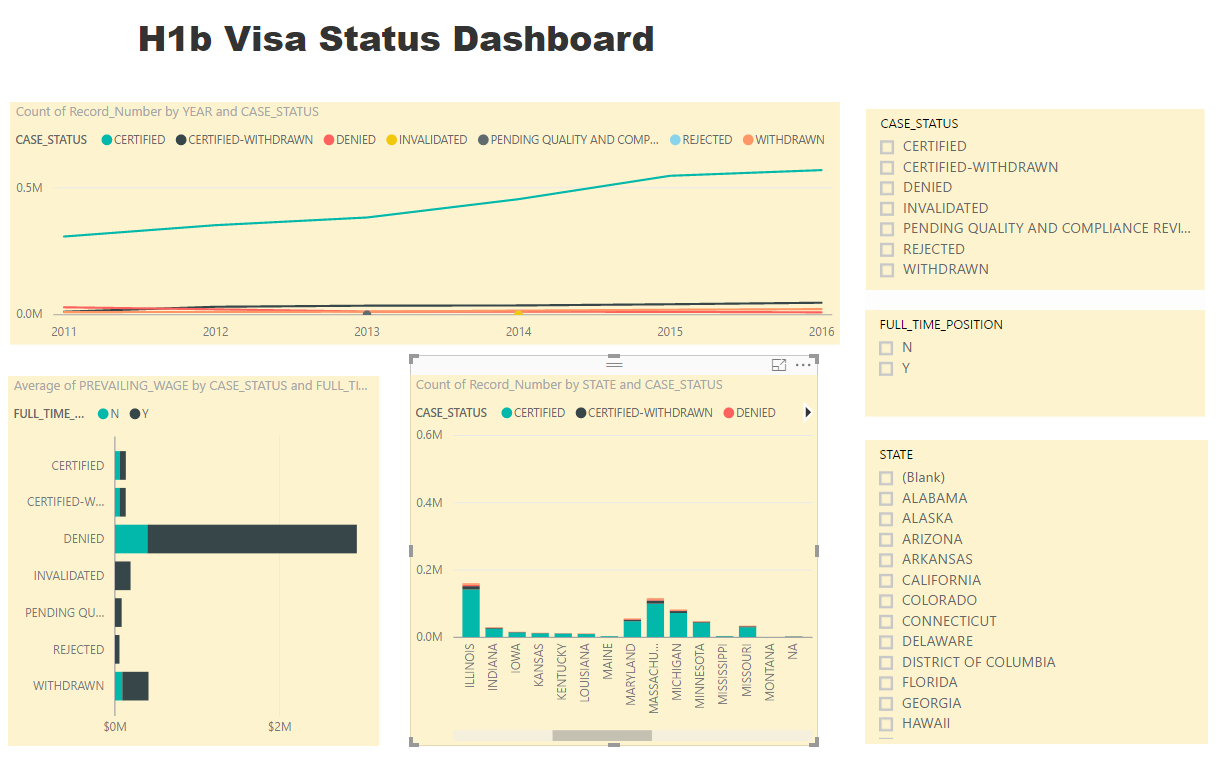 H1b Visa Status Dashboard
Count of Record_Number by YEAR and CASE_STATUS
CASE_STATUS CERTIFIED CERTIFIED-WITHDRAWN DENIED INVALIDATED PENDING QUALITY AND COMP... REJECTED WITHDRAWN
0.5M
0.0M
2011 2012 2013 2014 2015 2016
Average of PREVAILING_WAGE by CASE_STATUS and FULL_TI...
FULL_TIME_... N Y
CERTIFIED
CERTIFIED-W...
DENIED
INVALIDATED
PENDING QU...
REJECTED
WITHDRAWN
$0M $2M
Count of Record_Number by STATE and CASE_STATUS
CASE_STATUS CERTIFIED CERTIFIED-WITHDRAWN DENIED
0.6M
0.4M
0.2M
0.0M
ILLINOIS
INDIANA
IOWA
KANSAS
KENTUCKY
LOUISIANA
MAINE
MARYLAND
MASSACHU...
MICHIGAN
MINNESOTA
MISSISSIPPI
MISSOURI
MONTANA
NA
CASE_STATUS
CERTIFIED
CERTIFIED-WITHDRAWN
DENIED
INVALIDATED
PENDING QUALITY AND COMPLIANCE REVI...
REJECTED
WITHDRAWN
FULL_TIME_POSITION
N
Y
STATE
(Blank)
ALABAMA
ALASKA
ARIZONA
ARKANSAS
CALIFORNIA
COLORADO
CONNECTICUT
DELAWARE
DISTRICT OF COLUMBIA
FLORIDA
GEORGIA
HAWAII